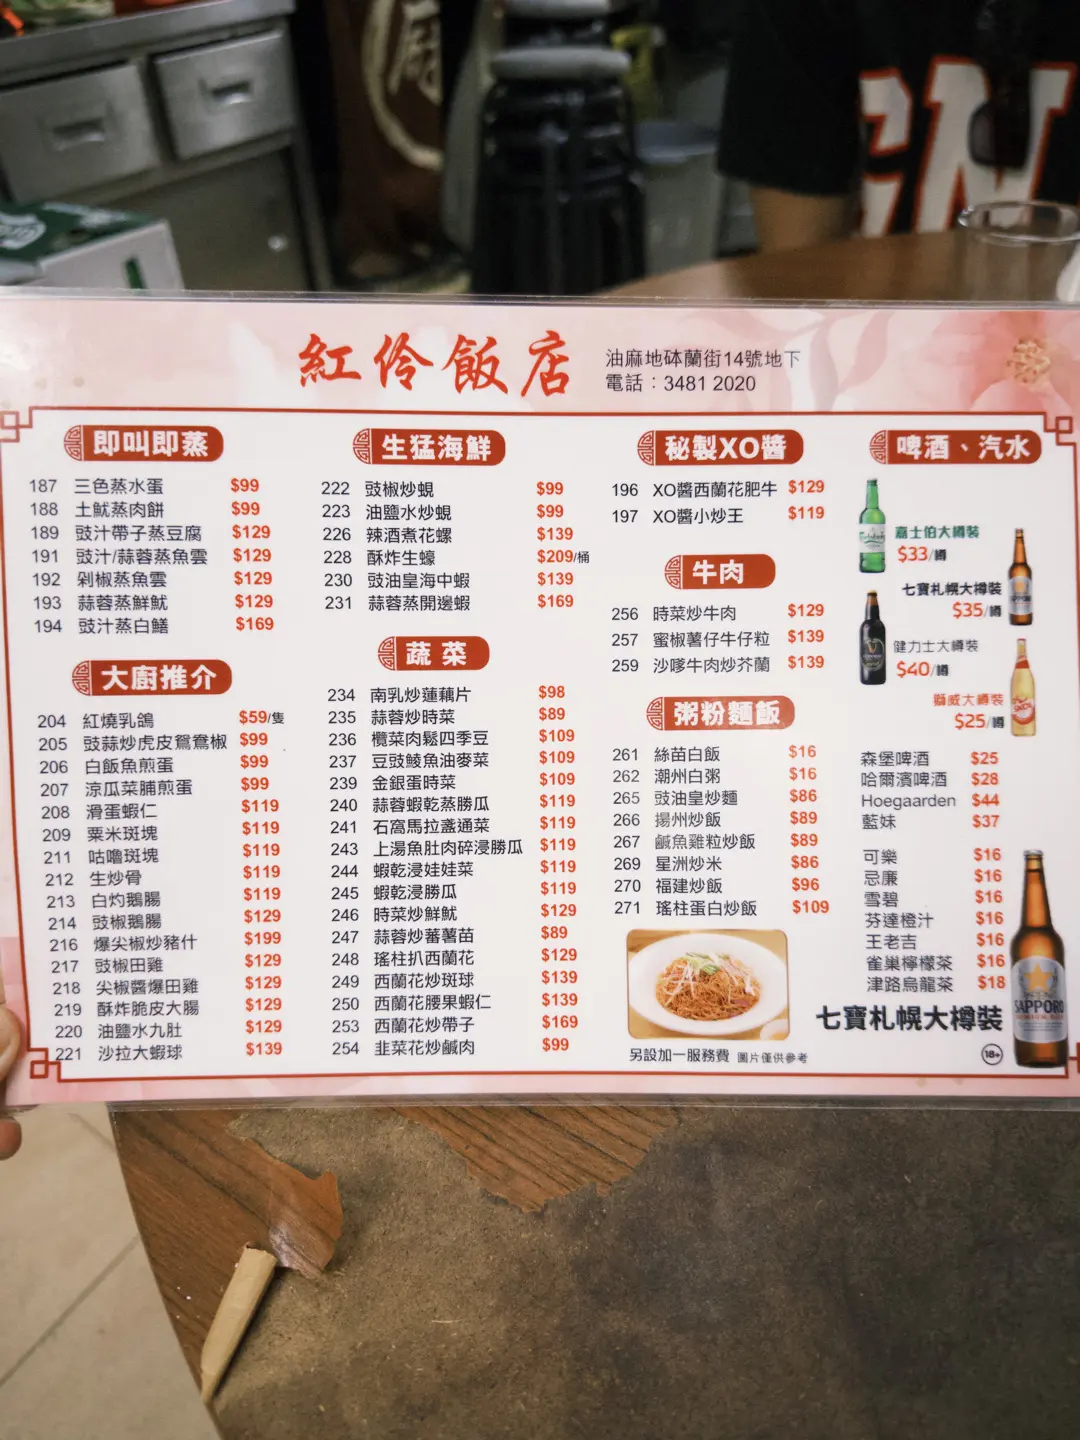 紅伶飯店
油麻地砵蘭街14號地下
電話：3481 2020
即叫即蒸
187 三色蒸水蛋 $99
188 土魷蒸肉餅 $99
189 豉汁帶子蒸豆腐 $129
191 豉汁/蒜蓉蒸魚雲 $129
192 剁椒蒸魚雲 $129
193 蒜蓉蒸鮮魷 $129
194 豉汁蒸白鱔 $169
大廚推介
204 紅燒乳鴿 $59/隻
205 豉蒜炒虎皮鴛鴦椒 $99
206 白飯魚煎蛋 $99
207 涼瓜菜脯煎蛋 $99
208 滑蛋蝦仁 $119
209 粟米斑塊 $119
211 咕嚕斑塊 $119
212 生炒骨 $119
213 白灼鵝腸 $119
214 豉椒鵝腸 $129
216 爆尖椒炒豬什 $199
217 豉椒田雞 $129
218 尖椒醬爆田雞 $129
219 酥炸脆皮大腸 $129
220 油鹽水九肚 $129
221 沙拉大蝦球 $139
生猛海鮮
222 豉椒炒蜆 $99
223 油鹽水炒蜆 $99
226 辣酒煮花螺 $139
228 酥炸生蠔 $209/桶
230 豉油皇海中蝦 $139
231 蒜蓉蒸開邊蝦 $169
蔬菜
234 南乳炒蓮藕片 $98
235 蒜蓉炒時菜 $89
236 欖菜肉鬆四季豆 $109
237 豆豉鯪魚油麥菜 $109
239 金銀蛋時菜 $109
240 蒜蓉蝦乾蒸勝瓜 $119
241 石窩馬拉盞通菜 $119
243 上湯魚肚肉碎浸勝瓜 $119
244 蝦乾浸娃娃菜 $119
245 蝦乾浸勝瓜 $119
246 時菜炒鮮魷 $129
247 蒜蓉炒蕃薯苗 $89
248 瑤柱扒西蘭花 $129
249 西蘭花炒斑球 $139
250 西蘭花腰果蝦仁 $139
253 西蘭花炒帶子 $169
254 韭菜花炒鹹肉 $99
秘製XO醬
196 XO醬西蘭花肥牛 $129
197 XO醬小炒王 $119
牛肉
256 時菜炒牛肉 $129
257 蜜椒薯仔牛仔粒 $139
259 沙嗲牛肉炒芥蘭 $139
粥粉麵飯
261 絲苗白飯 $16
262 潮州白粥 $16
265 豉油皇炒麵 $86
266 揚州炒飯 $89
267 鹹魚雞粒炒飯 $89
269 星洲炒米 $86
270 福建炒飯 $96
271 瑤柱蛋白炒飯 $109
另設加一服務費 圖片僅供參考
啤酒、汽水
嘉士伯大樽裝
$33/樽
七寶札幌大樽裝
$35/樽
健力士大樽裝
$40/樽
獅威大樽裝
$25/樽
森堡啤酒 $25
哈爾濱啤酒 $28
Hoegaarden $44
藍妹 $37
可樂 $16
忌廉 $16
雪碧 $16
芬達橙汁 $16
王老吉 $16
雀巢檸檬茶 $16
津路烏龍茶 $18
七寶札幌大樽裝
SAPPORO
18+